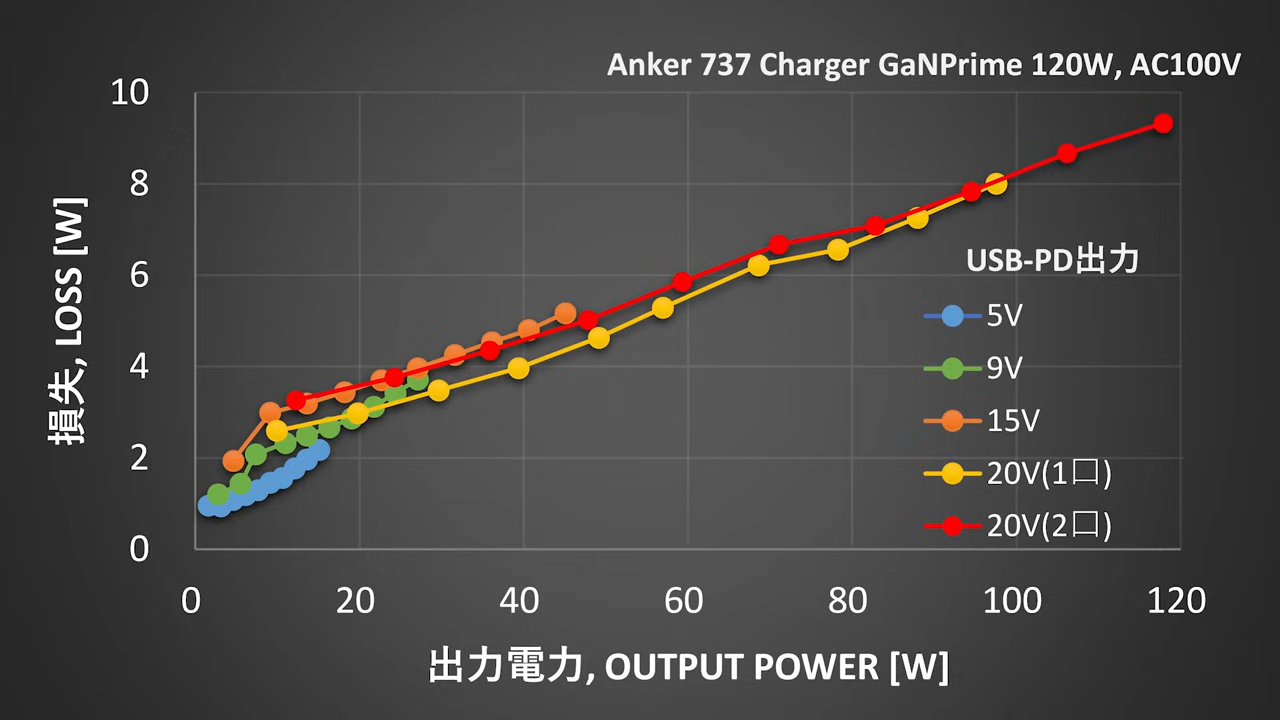 Anker 737 Charger GaNPrime 120W, AC100V
10
8
6
4
2
0
損失, LOSS [W]
USB-PD出力
5V
9V
15V
20V(1口)
20V(2口)
0 20 40 60 80 100 120
出力電力, OUTPUT POWER [W]